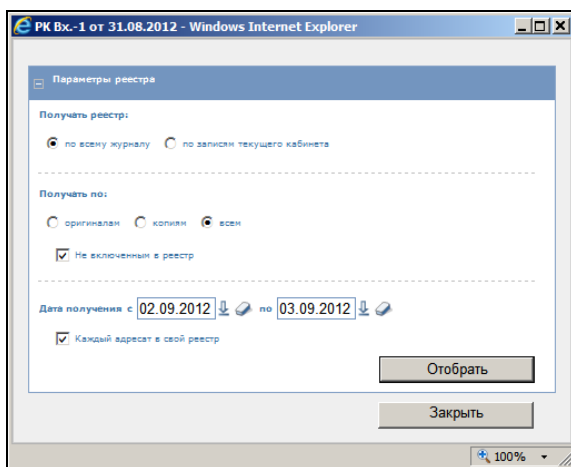 РК Вх.-1 от 31.08.2012 - Windows Internet Explorer
Параметры реестра
Получать реестр:
по всему журналу по записям текущего кабинета
Получать по:
оригиналам копиям всем
Не включенным в реестр
Дата получения с 02.09.2012 по 03.09.2012
Каждый адресат в свой реестр
Отобрать
Закрыть
100%